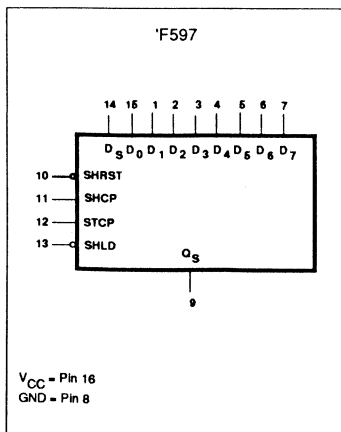 'F597
14 15 1 2 3 4 5 6 7
DS D0 D1 D2 D3 D4 D5 D6 D7
10 SHRST
11 SHCP
12 STCP
13 SHLD
QS
9
VCC = Pin 16
GND = Pin 8